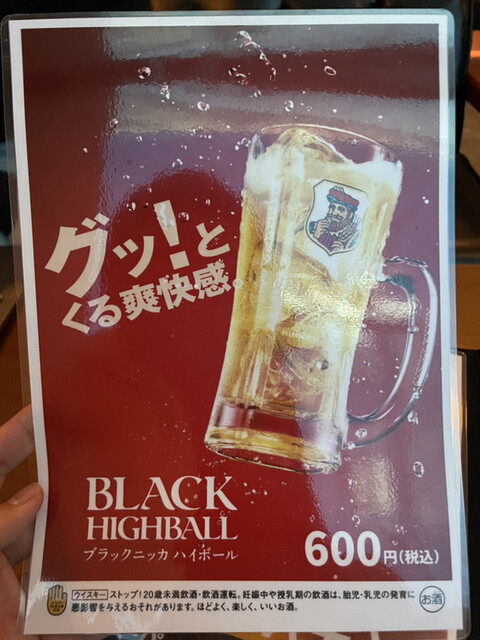 グッ!と
くる爽快感。
BLACK
HIGHBALL
ブラックニッカ ハイボール
600円(税込)
ウイスキー ストップ!20歳未満飲酒・飲酒運転。妊娠中や授乳期の飲酒は、胎児・乳児の発育に
悪影響を与えるおそれがあります。ほどよく、楽しく、いいお酒。
お酒